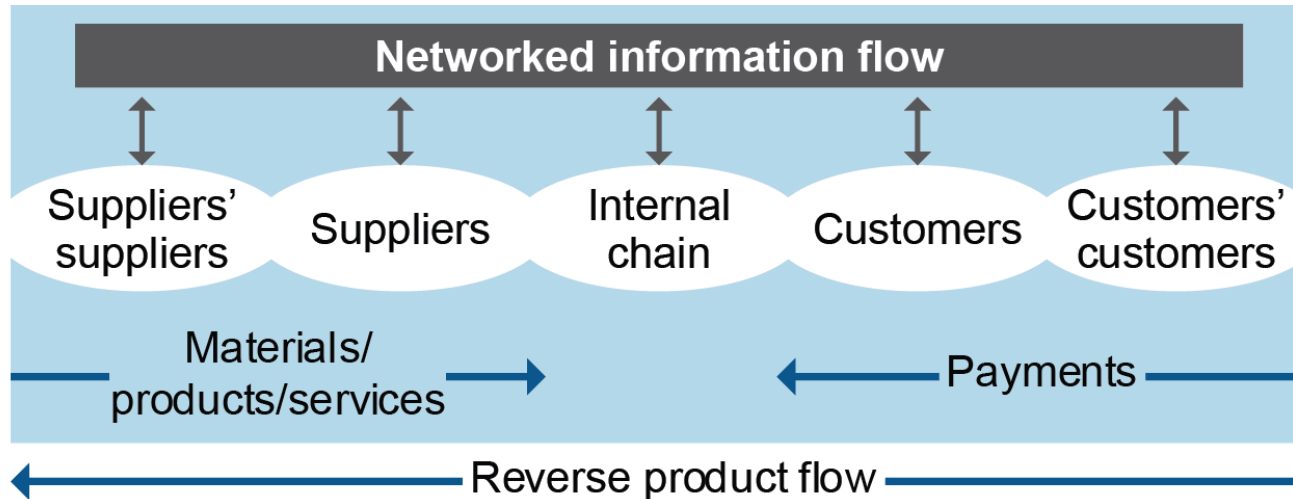 Networked information flow
Suppliers’
suppliers
Suppliers
Internal
chain
Customers
Customers’
customers
Materials/
products/services
Payments
Reverse product flow